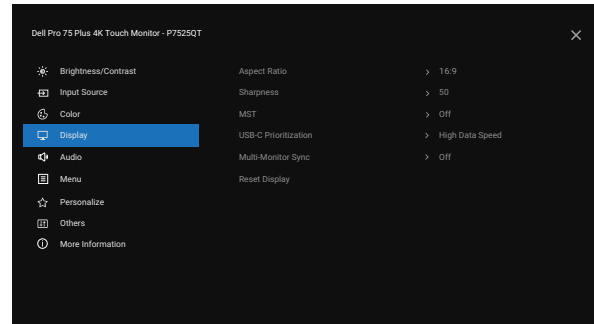 Dell Pro 75 Plus 4K Touch Monitor - P7525QT
Brightness/Contrast Aspect Ratio 16:9
Input Source Sharpness 50
Color MST Off
Display USB-C Prioritization High Data Speed
Audio Multi-Monitor Sync Off
Menu Reset Display
Personalize
Others
More Information